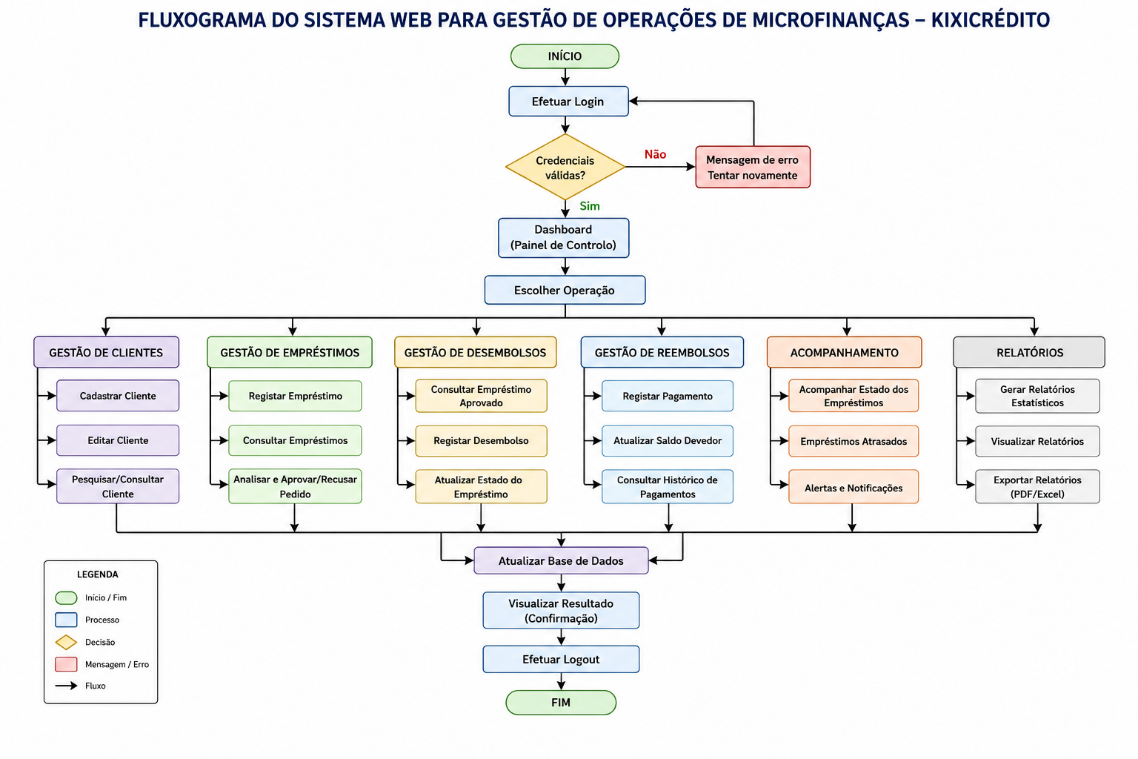 FLUXOGRAMA DO SISTEMA WEB PARA GESTÃO DE OPERAÇÕES DE MICROFINANÇAS – KIXICRÉDITO
INÍCIO
Efetuar Login
Credenciais
válidas?
Não
Mensagem de erro
Tentar novamente
Sim
Dashboard
(Painel de Controlo)
Escolher Operação
GESTÃO DE CLIENTES
Cadastrar Cliente
Editar Cliente
Pesquisar/Consultar
Cliente
GESTÃO DE EMPRÉSTIMOS
Registar Empréstimo
Consultar Empréstimos
Analisar e Aprovar/Recusar
Pedido
GESTÃO DE DESEMBOLSOS
Consultar Empréstimo
Aprovado
Registar Desembolso
Atualizar Estado do
Empréstimo
GESTÃO DE REEMBOLSOS
Registar Pagamento
Atualizar Saldo Devedor
Consultar Histórico de
Pagamentos
ACOMPANHAMENTO
Acompanhar Estado dos
Empréstimos
Empréstimos Atrasados
Alertas e Notificações
RELATÓRIOS
Gerar Relatórios
Estatísticos
Visualizar Relatórios
Exportar Relatórios
(PDF/Excel)
Atualizar Base de Dados
Visualizar Resultado
(Confirmação)
Efetuar Logout
FIM
LEGENDA
Início / Fim
Processo
Decisão
Mensagem / Erro
Fluxo